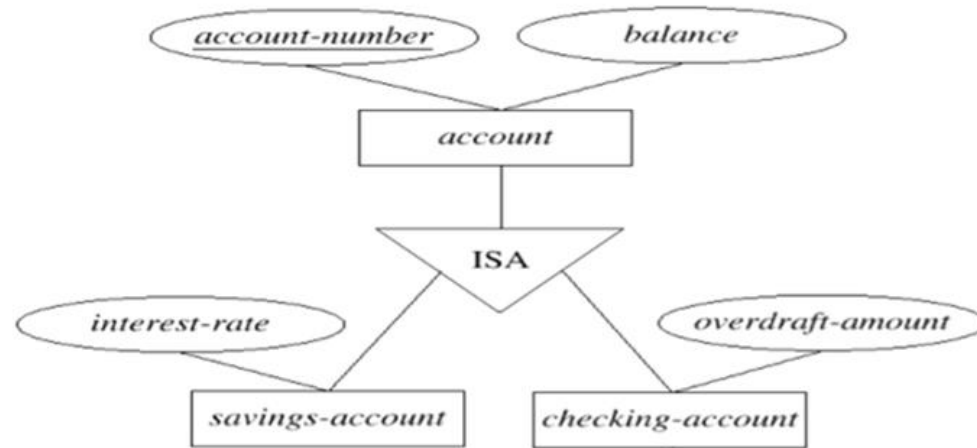 account-number
balance
account
ISA
interest-rate
overdraft-amount
savings-account
checking-account